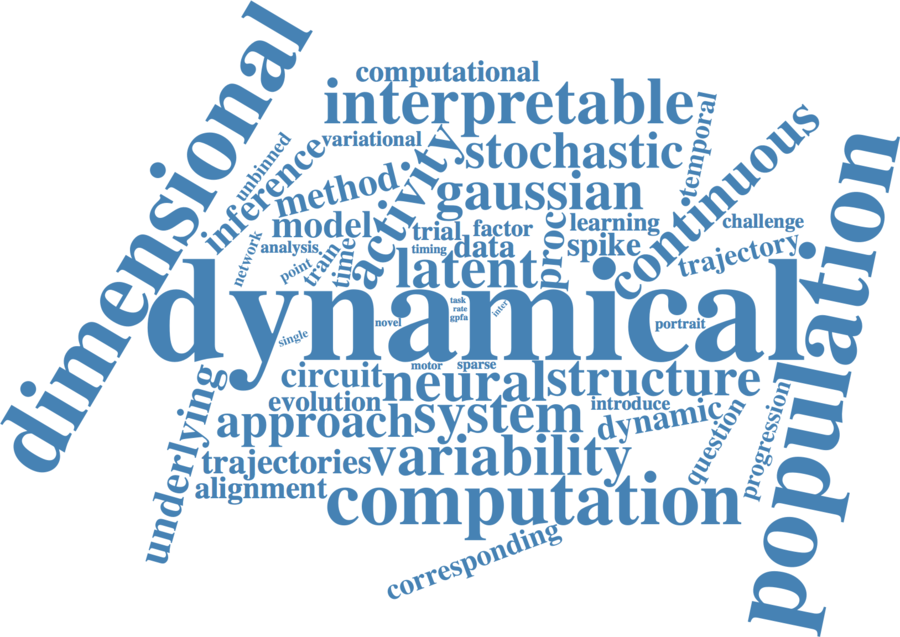 dimensional
computational
interpretable
variational
unbinned
inference
activity
stochastic
temporal
continuous
population
method
gaussian
model
trial
factor
learning
challenge
network
analysis
timing
data
proc
spike
trajectory
point
train
time
latent
dynamical
task
rate
gpfa
inter
novel
single
portrait
motor
sparse
circuit
neural
structure
evolution
introduce
underlying
approach
system
dynamic
question
progression
trajectories
variability
alignment
computation
corresponding